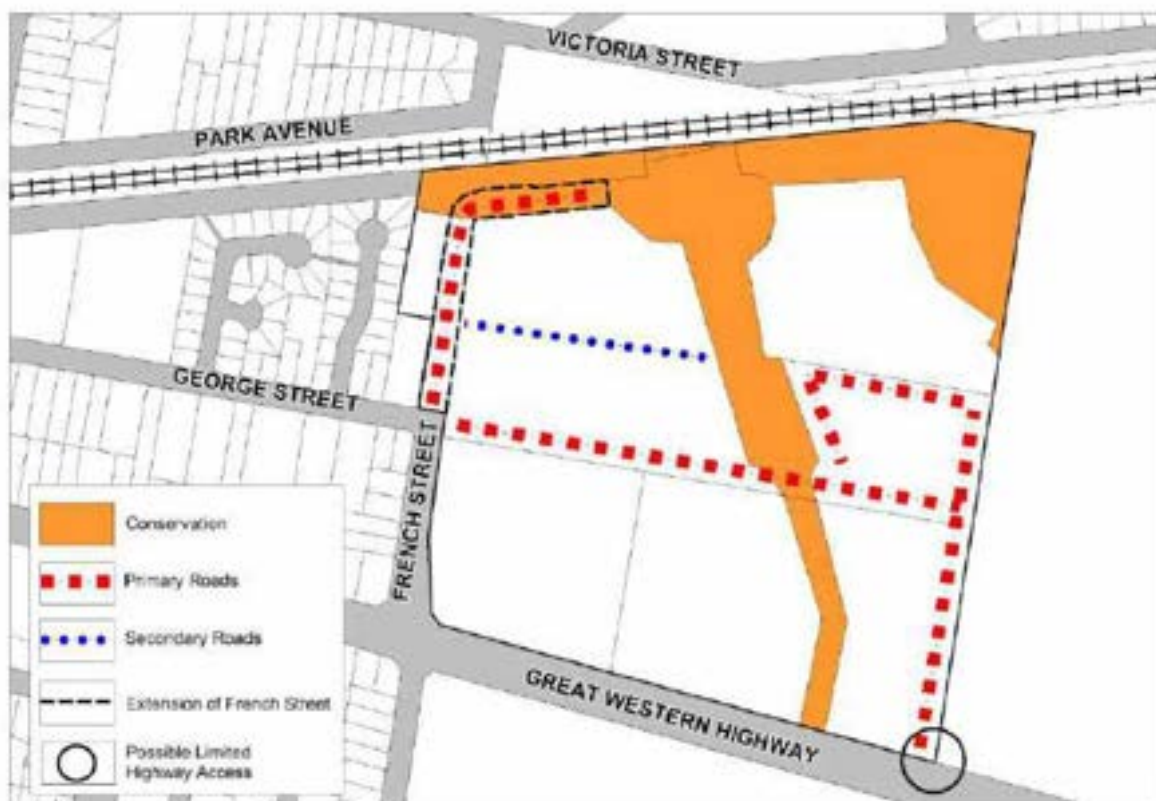 VICTORIA STREET
PARK AVENUE
GEORGE STREET
FRENCH STREET
GREAT WESTERN HIGHWAY
Conservation
Primary Roads
Secondary Roads
Extension of French Street
Possible Limited
Highway Access